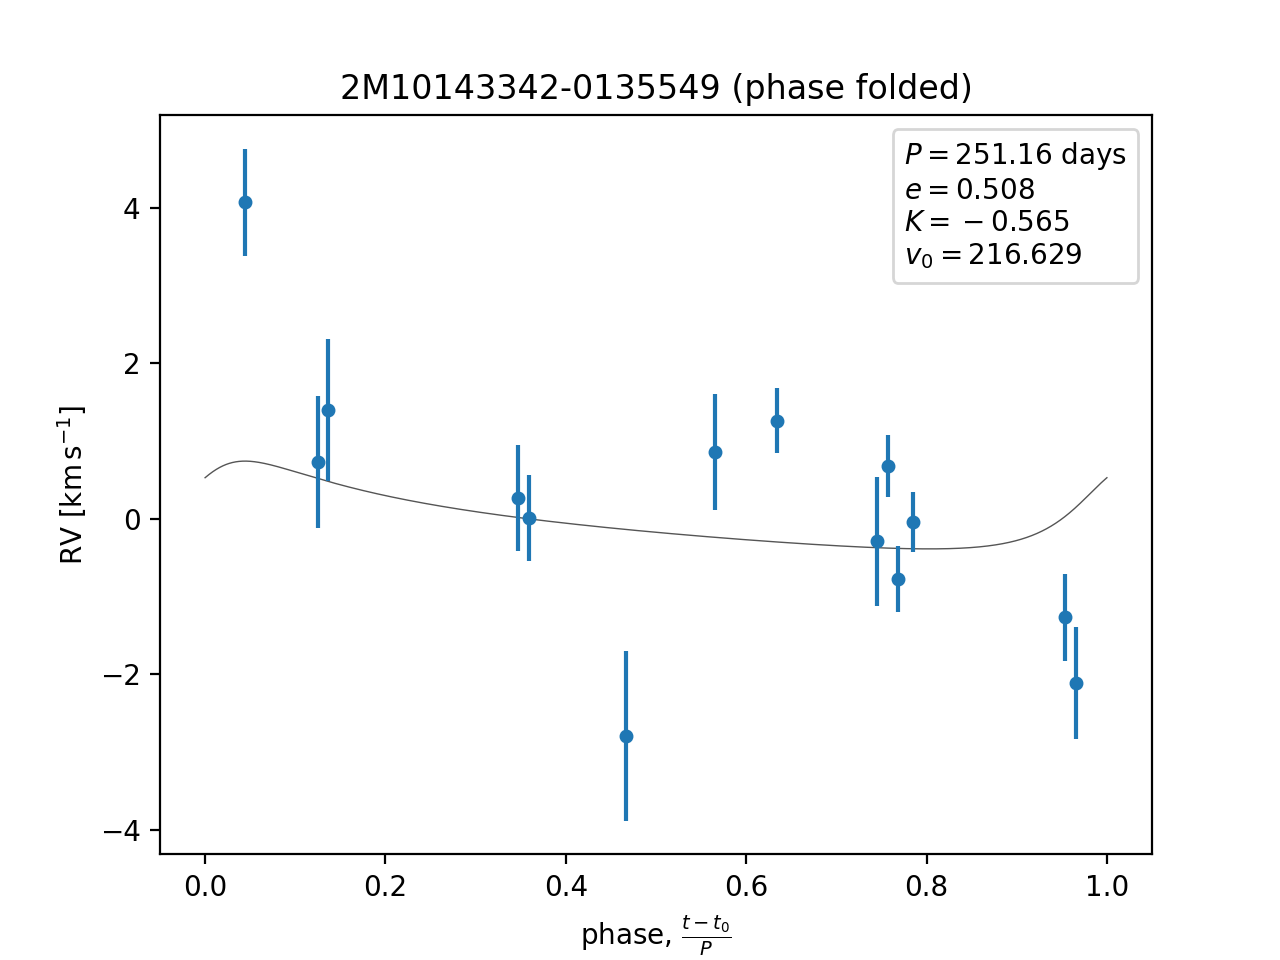 2M10143342-0135549 (phase folded)
P = 251.16 days
e = 0.508
K = −0.565
v₀ = 216.629
RV [km s⁻¹]
4
2
0
−2
−4
0.0 0.2 0.4 0.6 0.8 1.0
phase, (t − t₀)/P